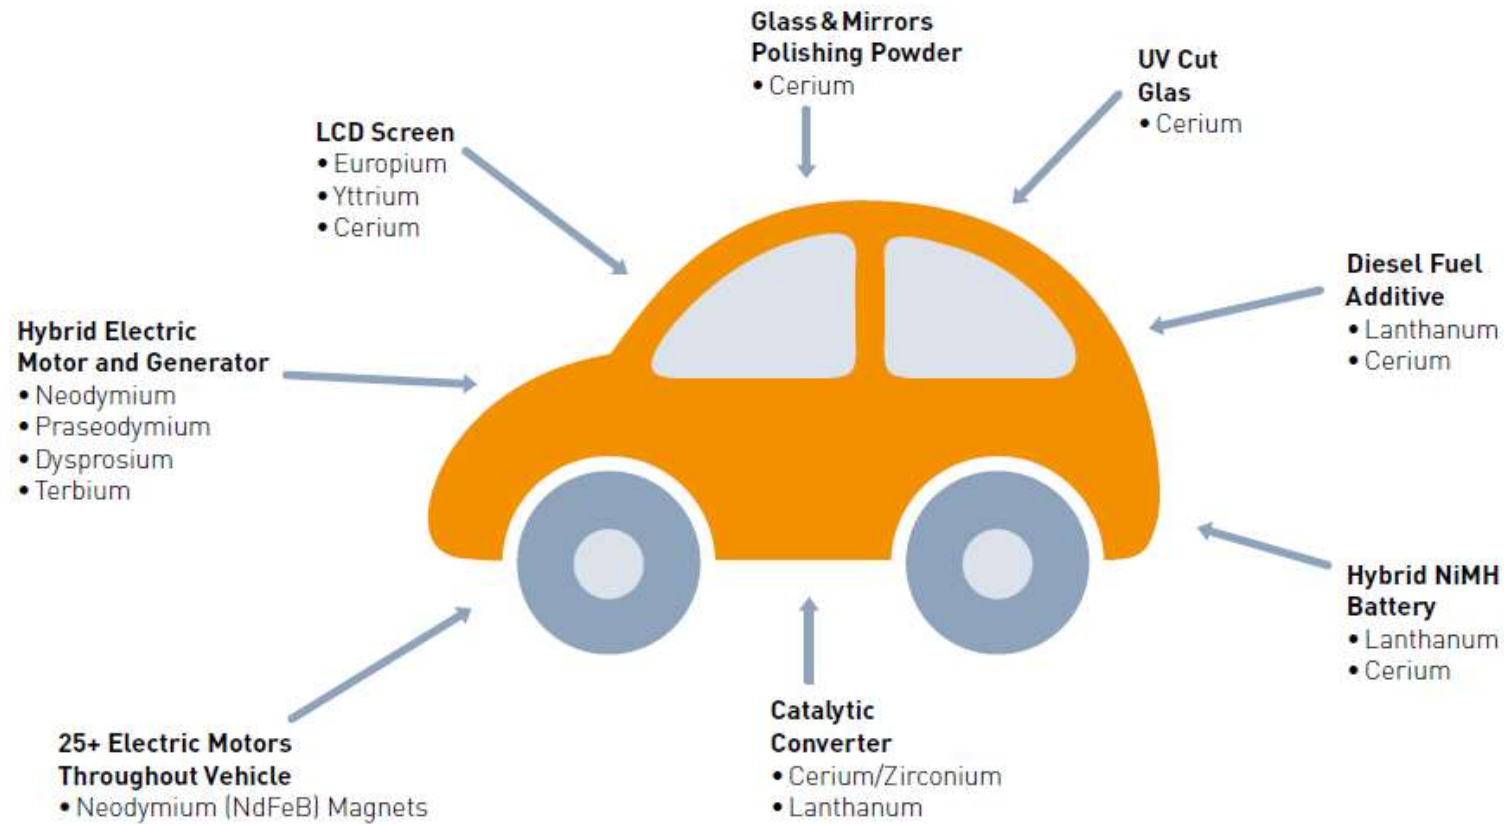 Glass & Mirrors
Polishing Powder
• Cerium
UV Cut
Glas
• Cerium
LCD Screen
• Europium
• Yttrium
• Cerium
Diesel Fuel
Additive
• Lanthanum
• Cerium
Hybrid Electric
Motor and Generator
• Neodymium
• Praseodymium
• Dysprosium
• Terbium
Hybrid NiMH
Battery
• Lanthanum
• Cerium
25+ Electric Motors
Throughout Vehicle
• Neodymium (NdFeB) Magnets
Catalytic
Converter
• Cerium/Zirconium
• Lanthanum